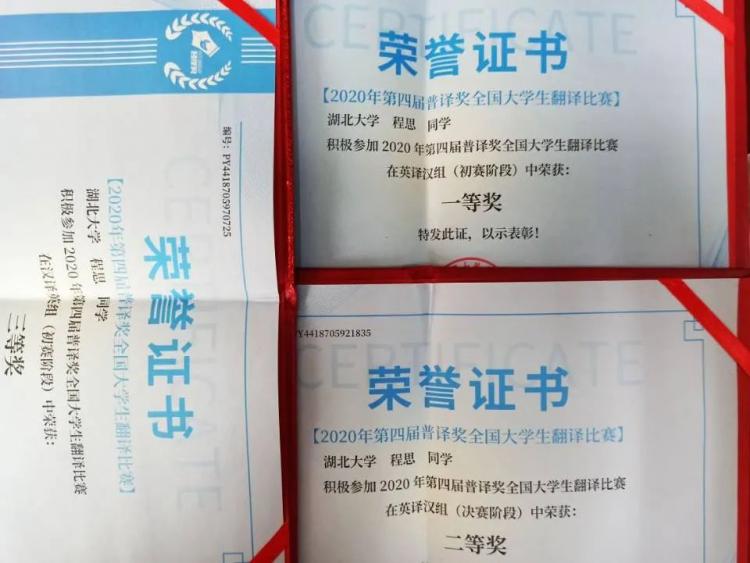 编号：PY4418705970725
荣誉证书
【2020年第四届普译奖全国大学生翻译比赛】
湖北大学 程思 同学
积极参加 2020 年第四届普译奖全国大学生翻译比赛
在汉译英组（初赛阶段）中荣获：
三等奖
CERTIFICATE
荣誉证书
【2020年第四届普译奖全国大学生翻译比赛】
湖北大学 程思 同学
积极参加 2020 年第四届普译奖全国大学生翻译比赛
在英译汉组（初赛阶段）中荣获：
一等奖
特发此证，以示表彰！
PY4418705921835
CERTIFICATE
荣誉证书
【2020年第四届普译奖全国大学生翻译比赛】
湖北大学 程思 同学
积极参加 2020 年第四届普译奖全国大学生翻译比赛
在英译汉组（决赛阶段）中荣获：
二等奖